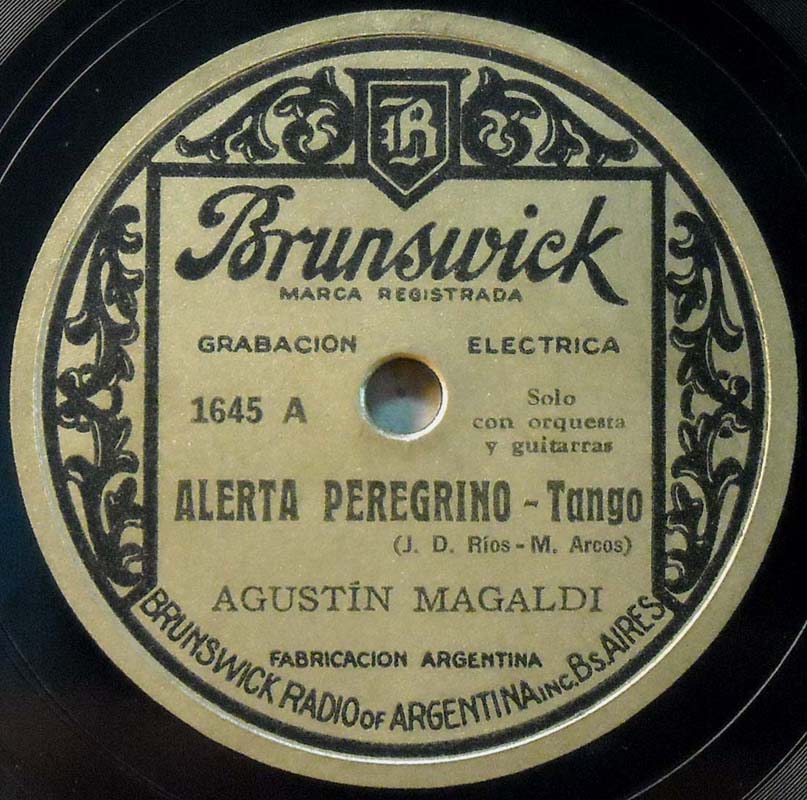 B
Brunswick
MARCA REGISTRADA
GRABACION ELECTRICA
1645 A
Solo
con orquesta
y guitarras
ALERTA PEREGRINO - Tango
(J. D. Ríos - M. Arcos)
AGUSTÍN MAGALDI
FABRICACION ARGENTINA
BRUNSWICK RADIO OF ARGENTINA INC. Bs. AIRES